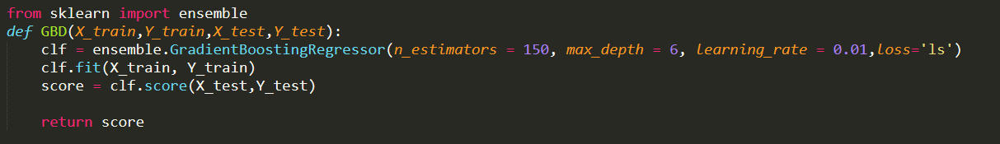 from sklearn import ensemble
def GBD(X_train,Y_train,X_test,Y_test):
    clf = ensemble.GradientBoostingRegressor(n_estimators = 150, max_depth = 6, learning_rate = 0.01,loss='ls')
    clf.fit(X_train, Y_train)
    score = clf.score(X_test,Y_test)

    return score